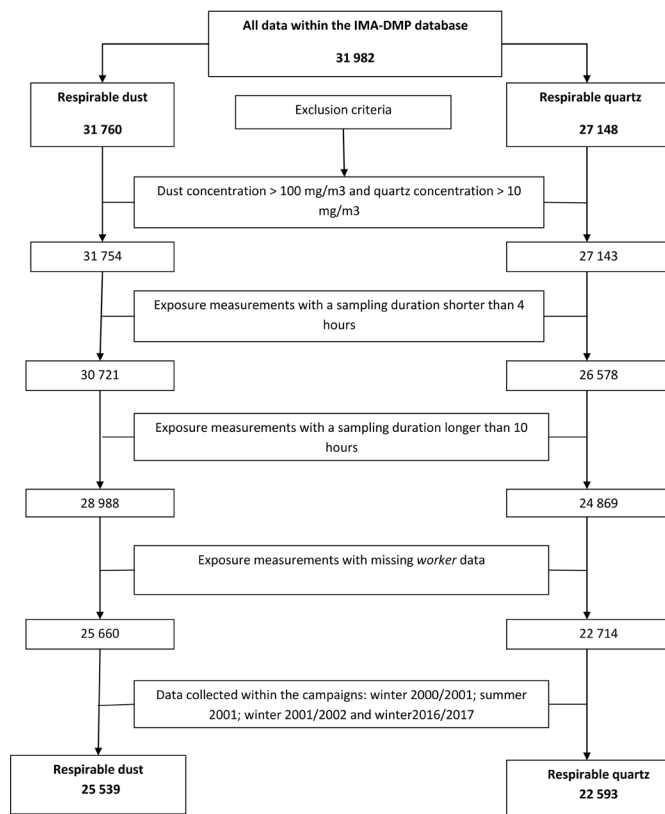 All data within the IMA-DMP database
31 982
Respirable dust
31 760
Exclusion criteria
Respirable quartz
27 148
Dust concentration > 100 mg/m3 and quartz concentration > 10
mg/m3
31 754
27 143
Exposure measurements with a sampling duration shorter than 4
hours
30 721
26 578
Exposure measurements with a sampling duration longer than 10
hours
28 988
24 869
Exposure measurements with missing worker data
25 660
22 714
Data collected within the campaigns: winter 2000/2001; summer
2001; winter 2001/2002 and winter2016/2017
Respirable dust
25 539
Respirable quartz
22 593